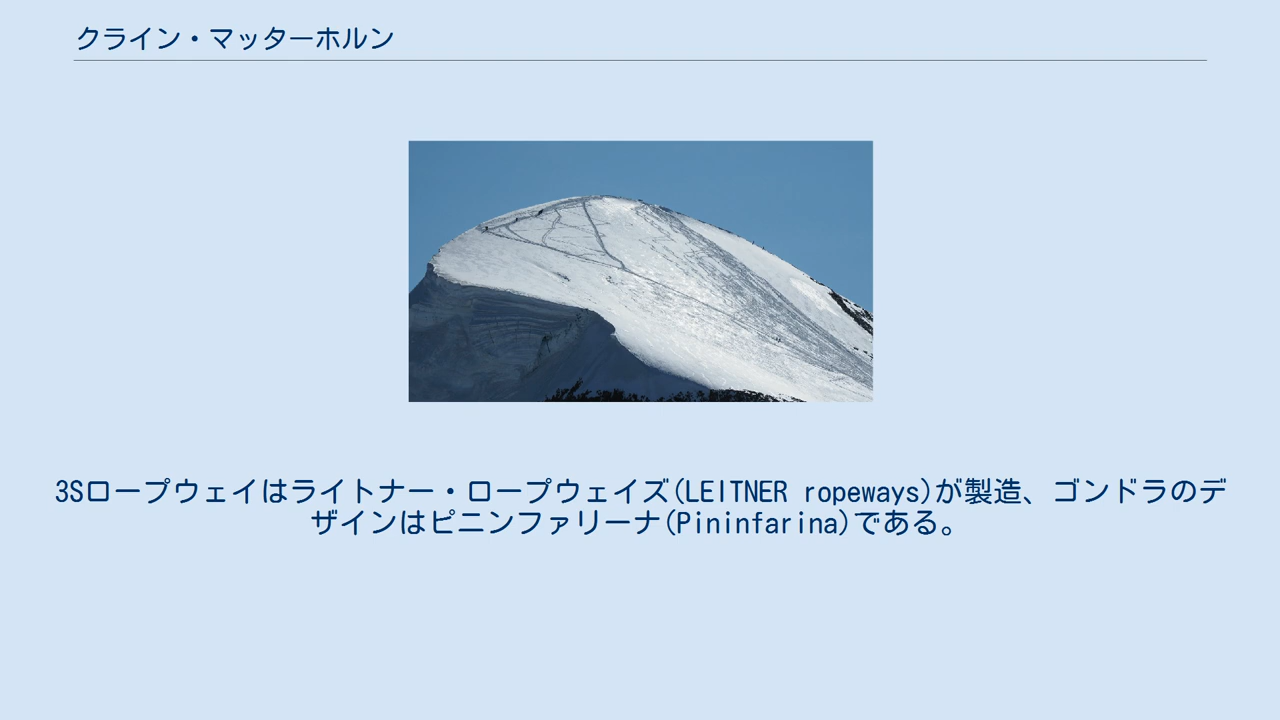 クライン・マッターホルン
3Sロープウェイはライトナー・ロープウェイズ(LEITNER ropeways)が製造、ゴンドラのデ
ザインはピニンファリーナ(Pininfarina)である。